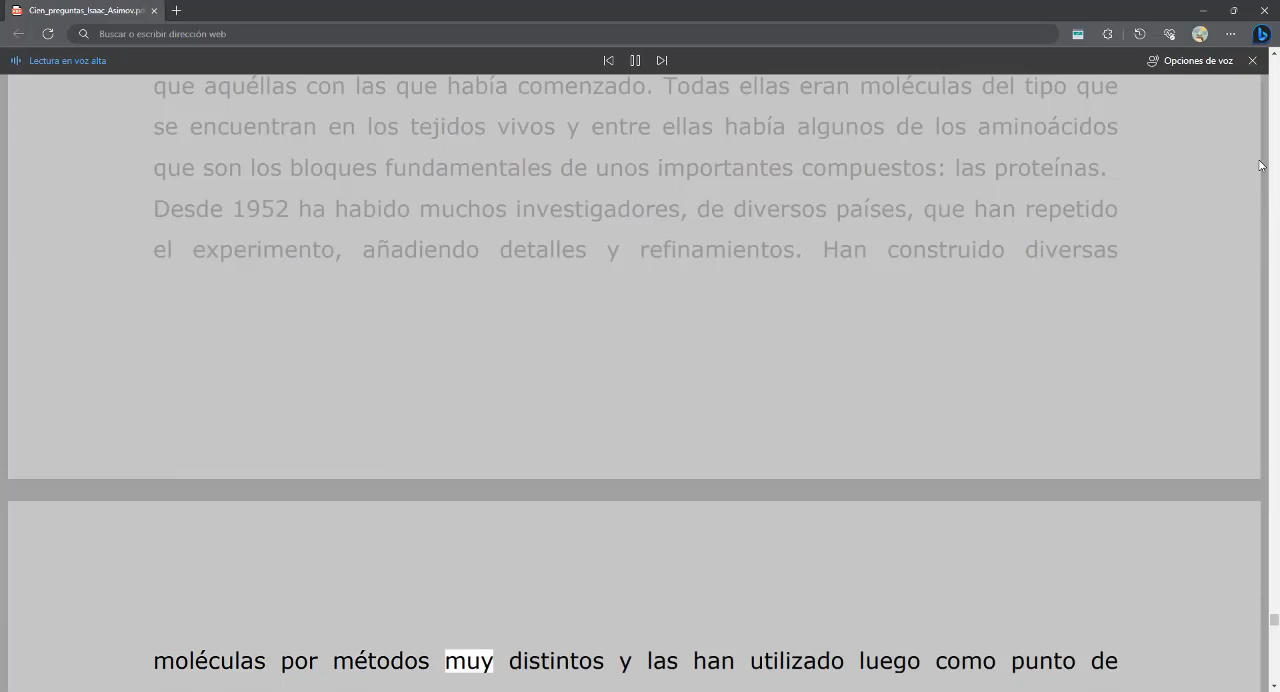 Cien_preguntas_Isaac_Asimov.pd
Buscar o escribir dirección web
Lectura en voz alta
Opciones de voz
que aquéllas con las que había comenzado. Todas ellas eran moléculas del tipo que
se encuentran en los tejidos vivos y entre ellas había algunos de los aminoácidos
que son los bloques fundamentales de unos importantes compuestos: las proteínas.
Desde 1952 ha habido muchos investigadores, de diversos países, que han repetido
el experimento, añadiendo detalles y refinamientos. Han construido diversas
moléculas por métodos muy distintos y las han utilizado luego como punto de